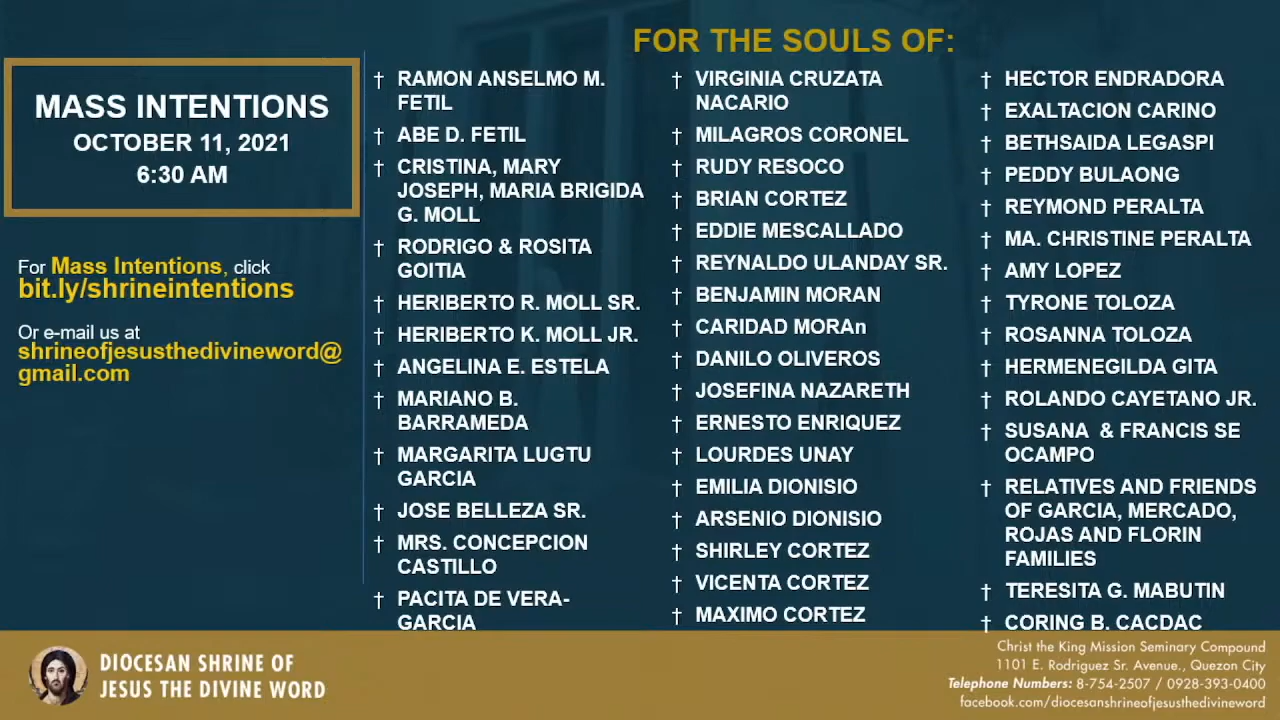 FOR THE SOULS OF:
MASS INTENTIONS
OCTOBER 11, 2021
6:30 AM
For Mass Intentions, click
bit.ly/shrineintentions
Or e-mail us at
shrineofjesusthedivineword@
gmail.com
† RAMON ANSELMO M.
FETIL
† ABE D. FETIL
† CRISTINA, MARY
JOSEPH, MARIA BRIGIDA
G. MOLL
† RODRIGO & ROSITA
GOITIA
† HERIBERTO R. MOLL SR.
† HERIBERTO K. MOLL JR.
† ANGELINA E. ESTELA
† MARIANO B.
BARRAMEDA
† MARGARITA LUGTU
GARCIA
† JOSE BELLEZA SR.
† MRS. CONCEPCION
CASTILLO
† PACITA DE VERA-
GARCIA
† VIRGINIA CRUZATA
NACARIO
† MILAGROS CORONEL
† RUDY RESOCO
† BRIAN CORTEZ
† EDDIE MESCALLADO
† REYNALDO ULANDAY SR.
† BENJAMIN MORAN
† CARIDAD MORAn
† DANILO OLIVEROS
† JOSEFINA NAZARETH
† ERNESTO ENRIQUEZ
† LOURDES UNAY
† EMILIA DIONISIO
† ARSENIO DIONISIO
† SHIRLEY CORTEZ
† VICENTA CORTEZ
† MAXIMO CORTEZ
† HECTOR ENDRADORA
† EXALTACION CARINO
† BETHSAIDA LEGASPI
† PEDDY BULAONG
† REYMOND PERALTA
† MA. CHRISTINE PERALTA
† AMY LOPEZ
† TYRONE TOLOZA
† ROSANNA TOLOZA
† HERMENEGILDA GITA
† ROLANDO CAYETANO JR.
† SUSANA  & FRANCIS SE
OCAMPO
† RELATIVES AND FRIENDS
OF GARCIA, MERCADO,
ROJAS AND FLORIN
FAMILIES
† TERESITA G. MABUTIN
† CORING B. CACDAC
DIOCESAN SHRINE OF
JESUS THE DIVINE WORD
Christ the King Mission Seminary Compound
1101 E. Rodriguez Sr. Avenue., Quezon City
Telephone Numbers: 8-754-2507 / 0928-393-0400
facebook.com/diocesanshrineofjesusthedivineword